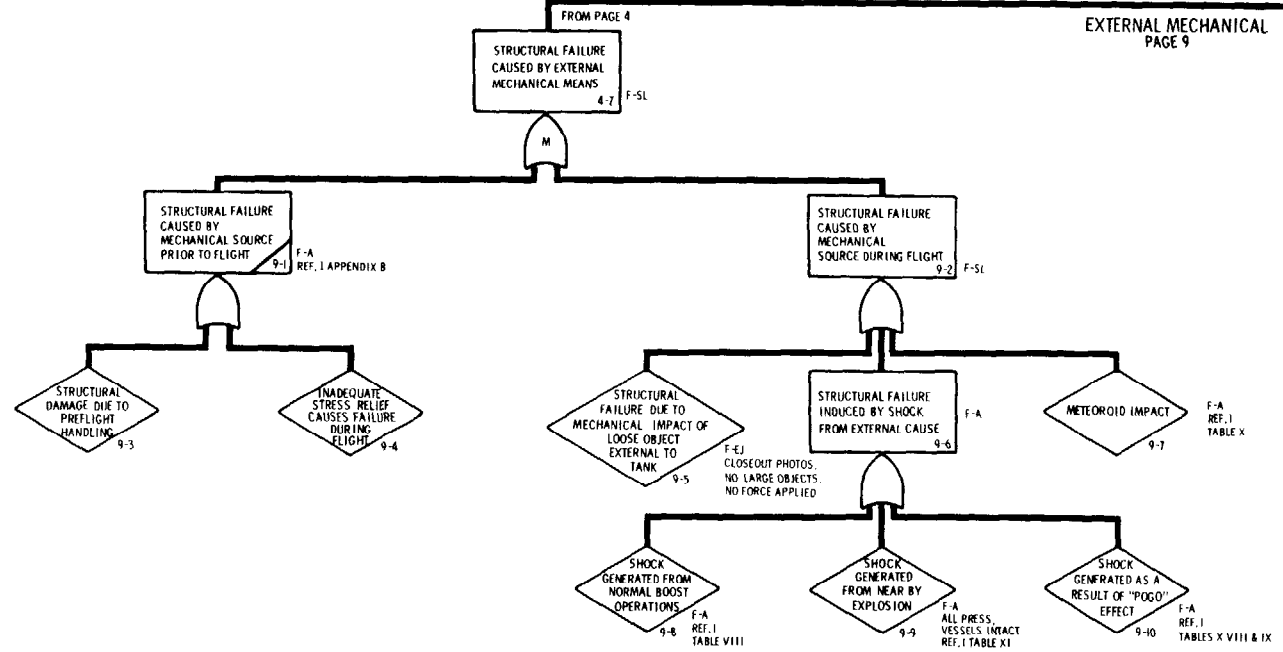 FROM PAGE 4
EXTERNAL MECHANICAL
PAGE 9
STRUCTURAL FAILURE
CAUSED BY EXTERNAL
MECHANICAL MEANS
4-7
F-SL
M
STRUCTURAL FAILURE
CAUSED BY
MECHANICAL SOURCE
PRIOR TO FLIGHT
9-1
F-A
REF. I APPENDIX B
STRUCTURAL FAILURE
CAUSED BY
MECHANICAL
SOURCE DURING FLIGHT
9-2
F-SL
STRUCTURAL
DAMAGE DUE TO
PREFLIGHT
HANDLING
9-3
INADEQUATE
STRESS RELIEF
CAUSES FAILURE
DURING
FLIGHT
9-4
STRUCTURAL
FAILURE DUE TO
MECHANICAL IMPACT OF
LOOSE OBJECT
EXTERNAL TO
TANK
9-5
F-EJ
CLOSEOUT PHOTOS.
NO LARGE OBJECTS.
NO FORCE APPLIED
STRUCTURAL FAILURE
INDUCED BY SHOCK
FROM EXTERNAL CAUSE
9-6
F-A
METEOROID IMPACT
9-7
F-A
REF. I
TABLE X
SHOCK
GENERATED FROM
NORMAL BOOST
OPERATIONS
9-8
F-A
REF. I
TABLE VIII
SHOCK
GENERATED
FROM NEAR BY
EXPLOSION
9-9
F-A
ALL PRESS.
VESSELS INTACT
REF. I TABLE XI
SHOCK
GENERATED AS A
RESULT OF "POGO"
EFFECT
9-10
F-A
REF. I
TABLES X VIII & IX